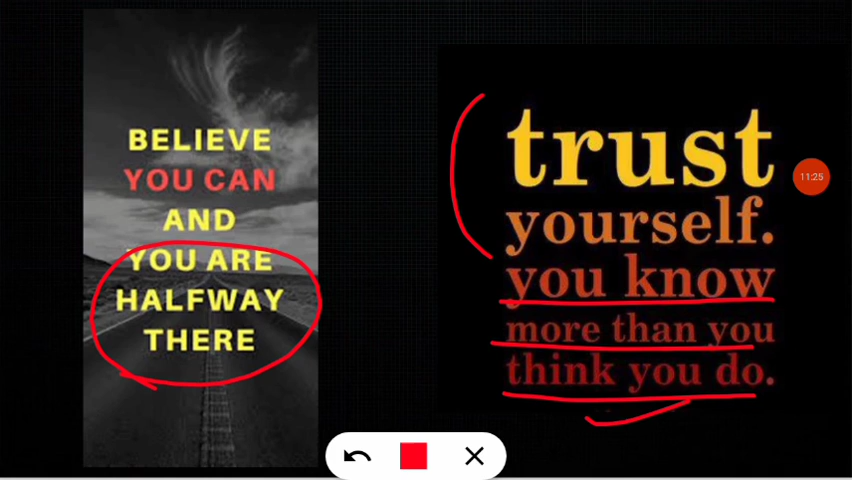 BELIEVE
YOU CAN
AND
YOU ARE
HALFWAY
THERE
trust
yourself.
you know
more than you
think you do.
11:25